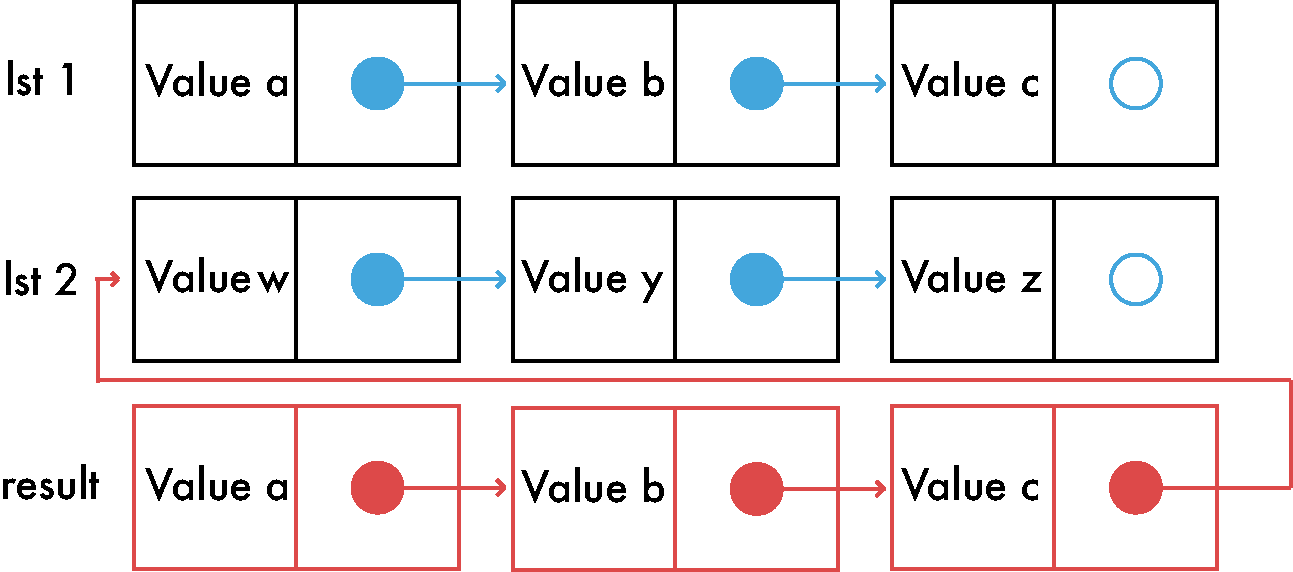 lst 1 Value a Value b Value c
lst 2 Value w Value y Value z
result Value a Value b Value c